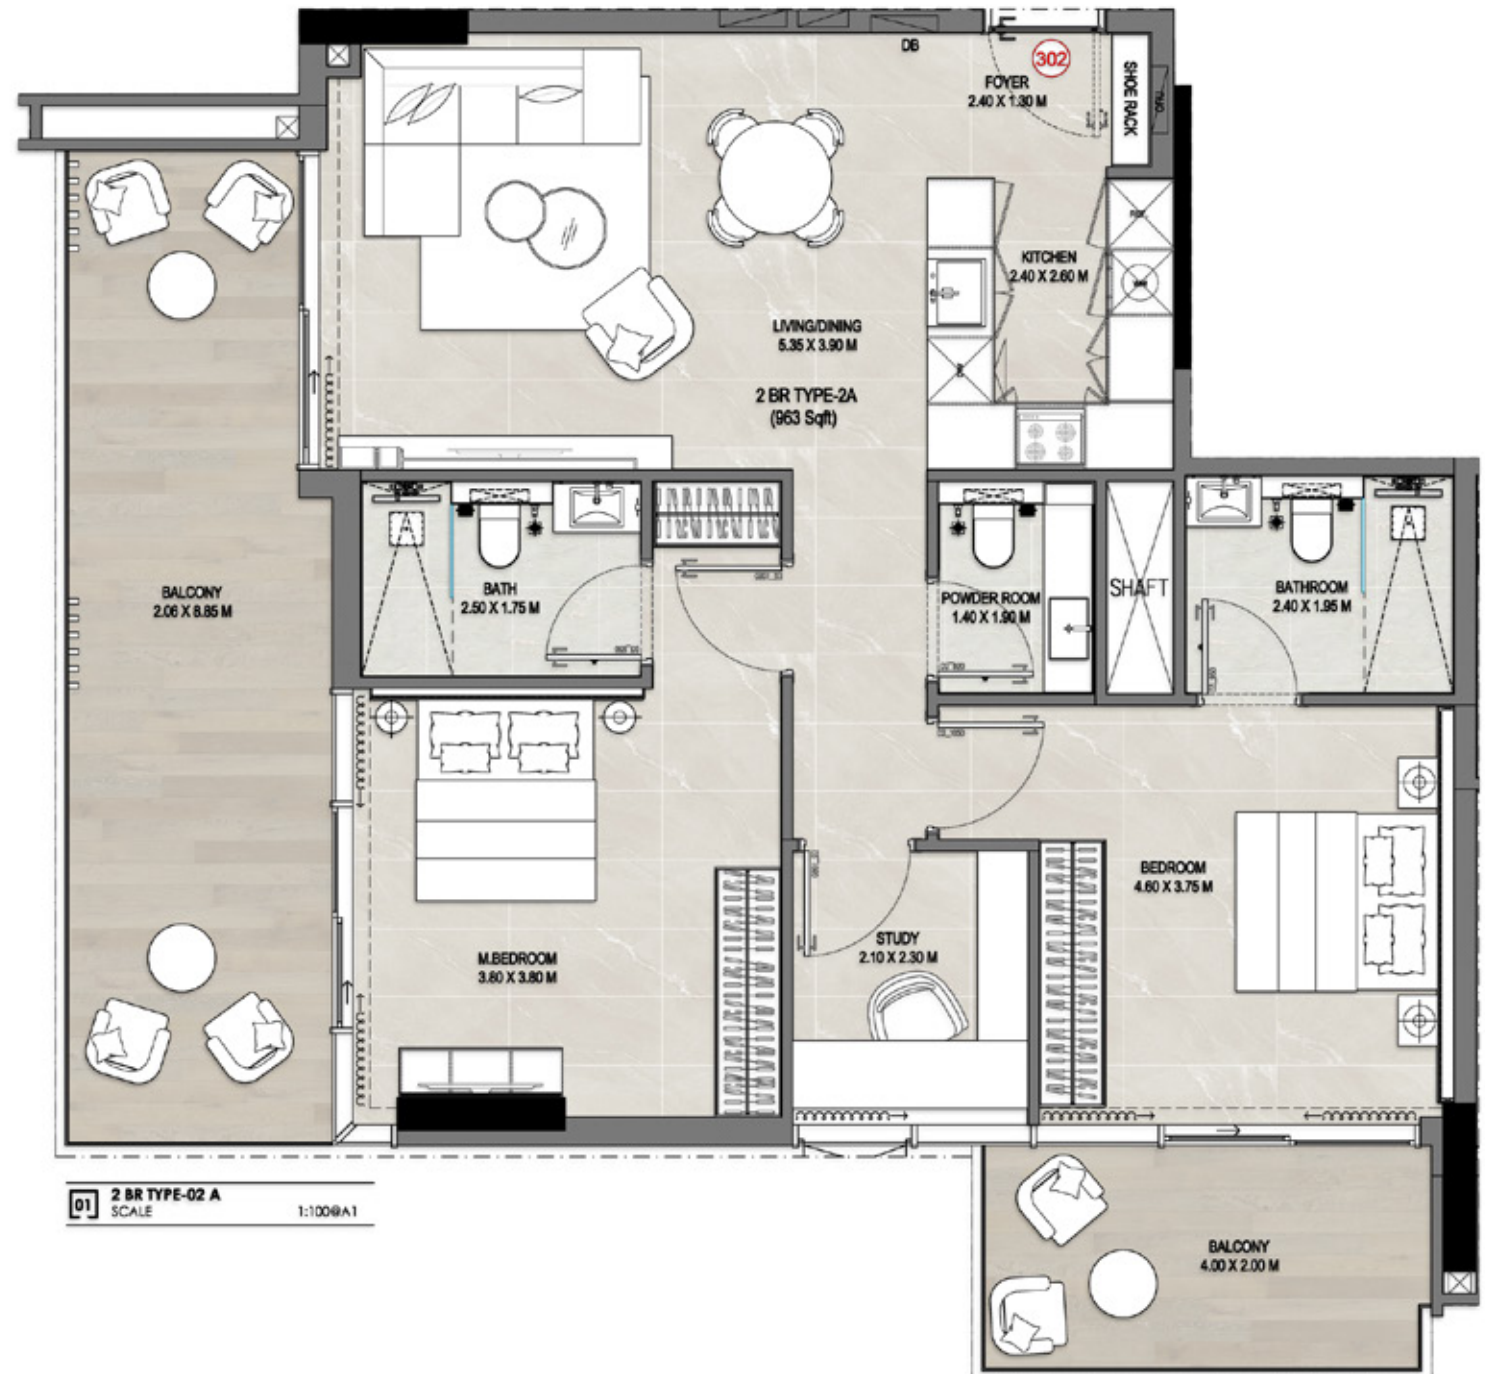 DB
302
FOYER
2.40 X 1.30 M
SHOE RACK
KITCHEN
2.40 X 2.60 M
LIVING/DINING
5.35 X 3.90 M
2 BR TYPE-2A
(963 Sqft)
BALCONY
2.06 X 8.85 M
BATH
2.50 X 1.75 M
POWDER ROOM
1.40 X 1.90 M
SHAFT
BATHROOM
2.40 X 1.95 M
BEDROOM
4.60 X 3.75 M
STUDY
2.10 X 2.30 M
M.BEDROOM
3.80 X 3.80 M
01
2 BR TYPE-02 A
SCALE
1:100@A1
BALCONY
4.00 X 2.00 M